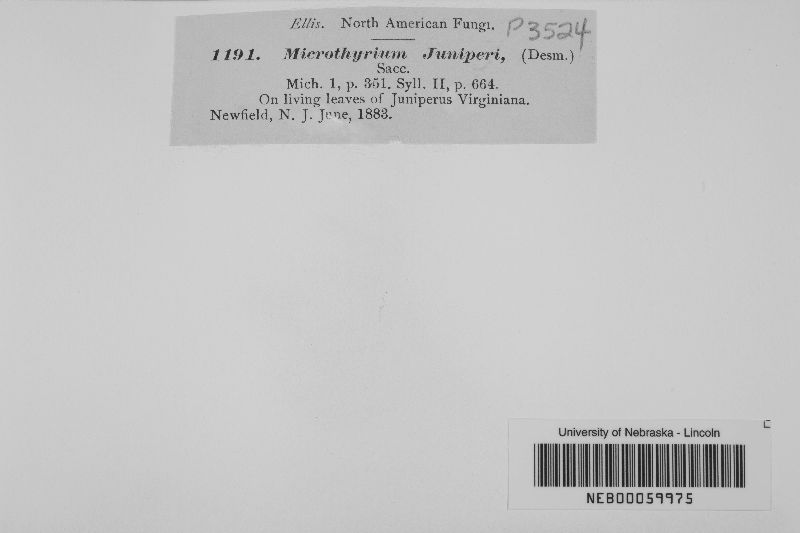 Ellis. North American Fungi. P3524
1191. Microthyrium Juniperi, (Desm.)
Sacc.
Mich. 1, p. 351. Syll. II, p. 664.
On living leaves of Juniperus Virginiana.
Newfield, N. J. June, 1883.
University of Nebraska - Lincoln
NEB00059975